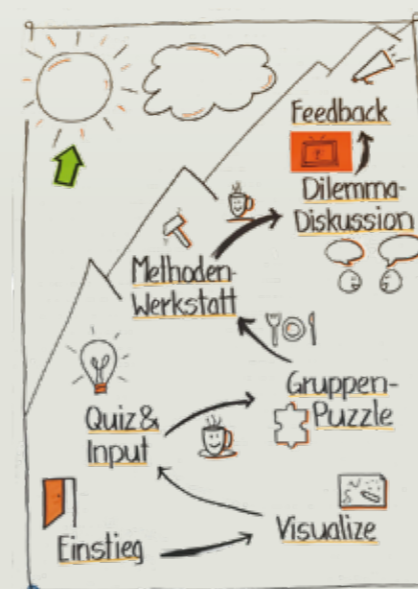 Feedback
Dilemma-
Diskussion
Methoden-
Werkstatt
Gruppen-
Puzzle
Quiz &
Input
Visualize
Einstieg